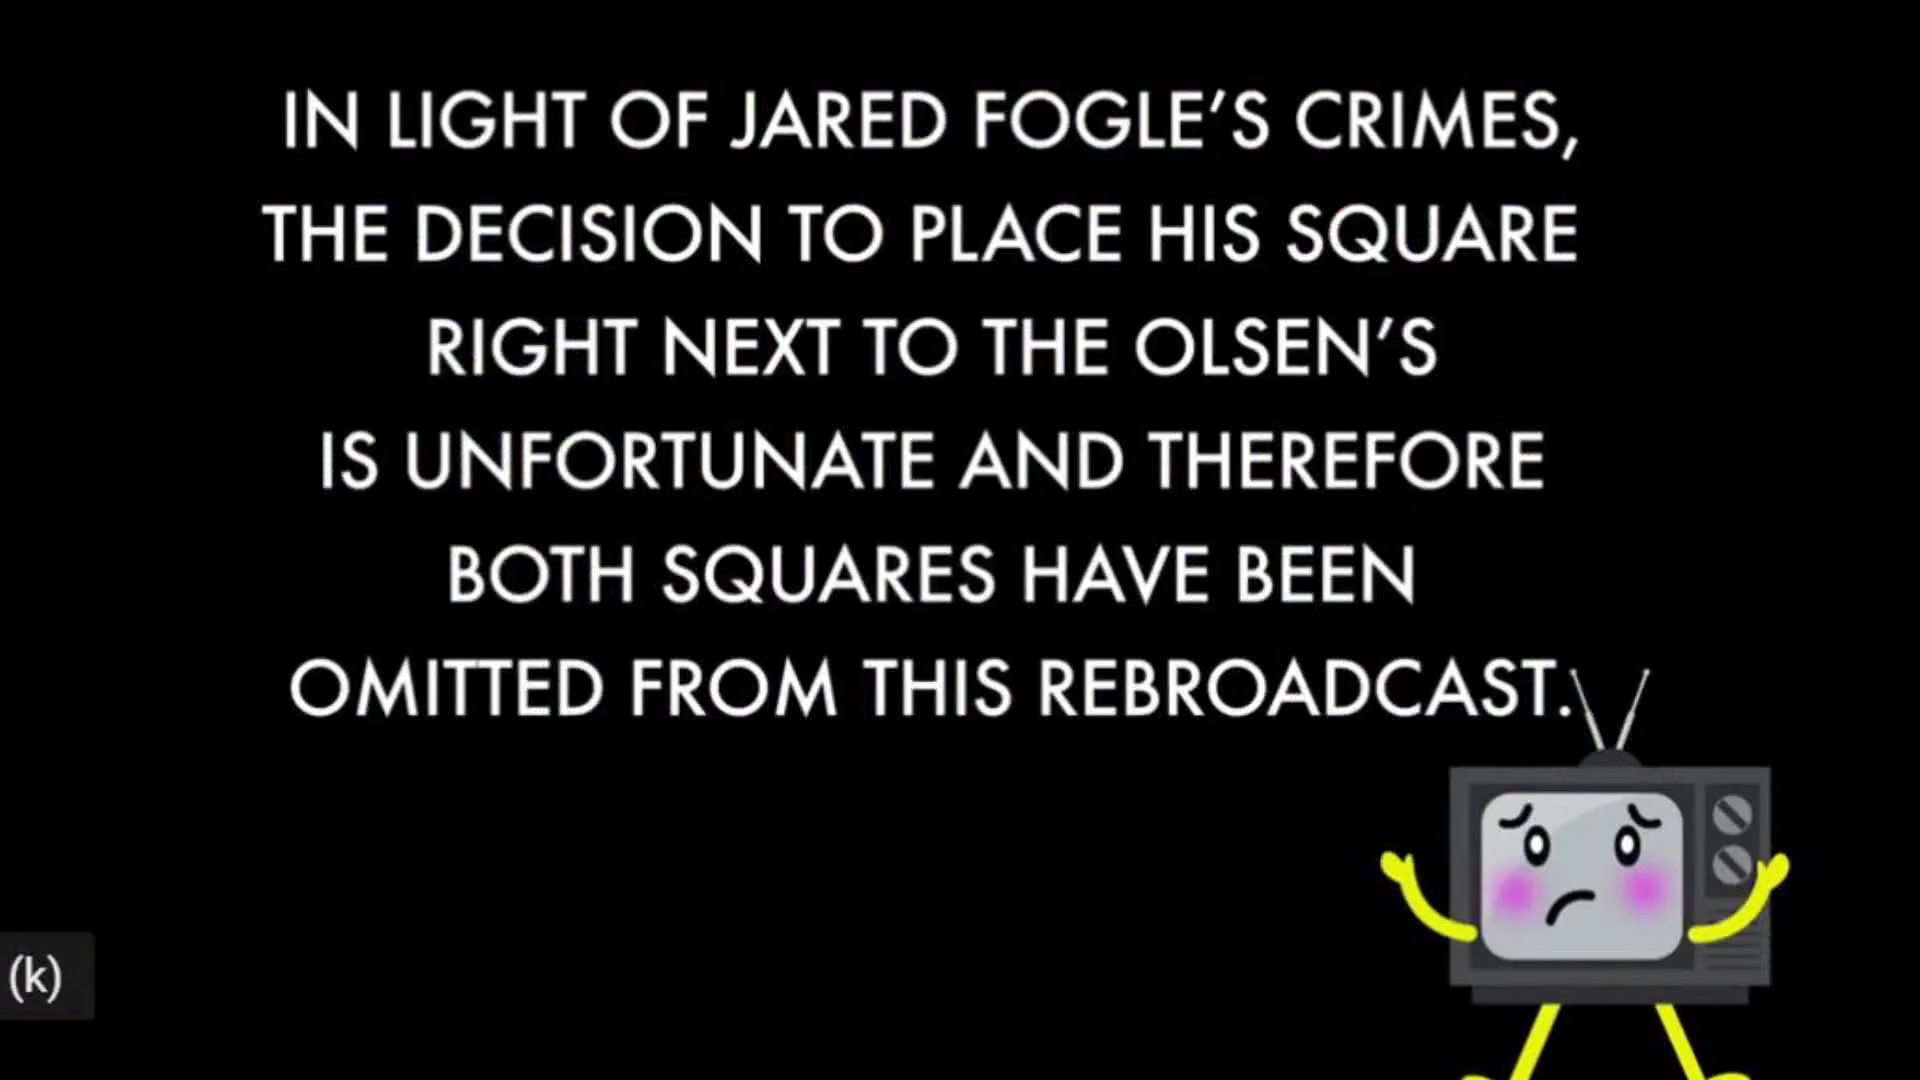 IN LIGHT OF JARED FOGLE'S CRIMES,
THE DECISION TO PLACE HIS SQUARE
RIGHT NEXT TO THE OLSEN'S
IS UNFORTUNATE AND THEREFORE
BOTH SQUARES HAVE BEEN
OMITTED FROM THIS REBROADCAST.
(k)